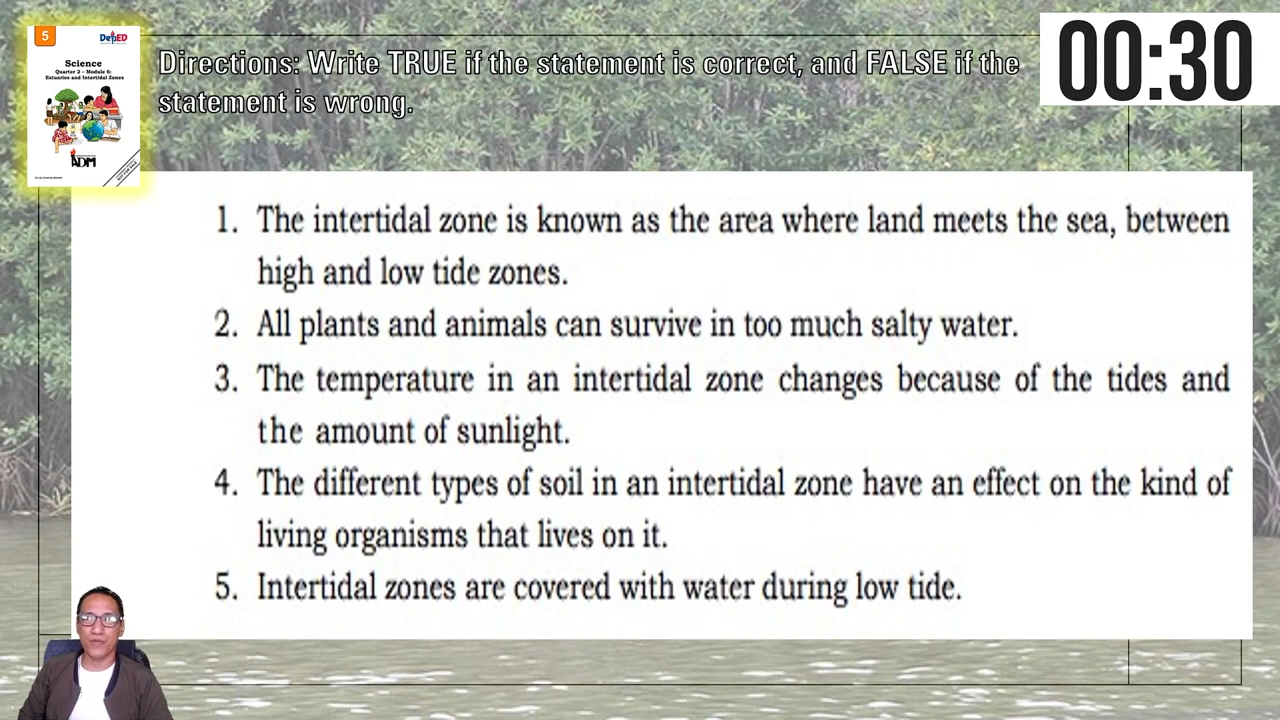 5
DepED
Science
Quarter 2 – Module 6:
Estuaries and Intertidal Zones
ADM
Directions: Write TRUE if the statement is correct, and FALSE if the
statement is wrong.
00:30
1. The intertidal zone is known as the area where land meets the sea, between
high and low tide zones.
2. All plants and animals can survive in too much salty water.
3. The temperature in an intertidal zone changes because of the tides and
the amount of sunlight.
4. The different types of soil in an intertidal zone have an effect on the kind of
living organisms that lives on it.
5. Intertidal zones are covered with water during low tide.